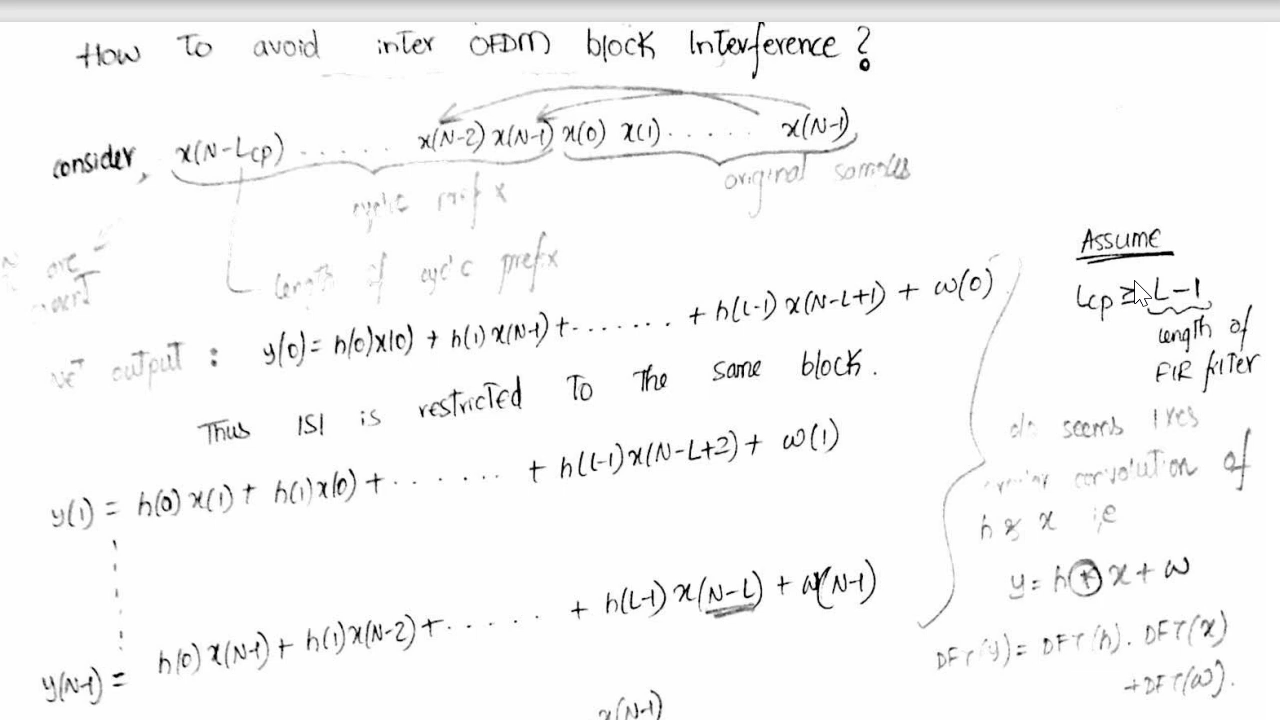 How To avoid inter OFDM block Interference?
consider, x(N-Lcp) ...... x(N-2) x(N-1) x(0) x(1)...... x(N-1)
cyclic prefix
original samples
length of cyclic prefix
Assume
Lcp ≥ L-1
length of
FIR filter
output : y(0) = h(0)x(0) + h(1)x(N-1) + ....... + h(L-1)x(N-L+1) + w(0)
Thus ISI is restricted To The same block.
y(1) = h(0)x(1) + h(1)x(0) + ....... + h(L-1)x(N-L+2) + w(1)
y(N-1) = h(0)x(N-1) + h(1)x(N-2) + ...... + h(L-1)x(N-L) + w(N-1)
seems
convolution of
h & x i,e
y = h ⊛ x + w
DFT(y) = DFT(h). DFT(x)
+DFT(w).
x(N-1)